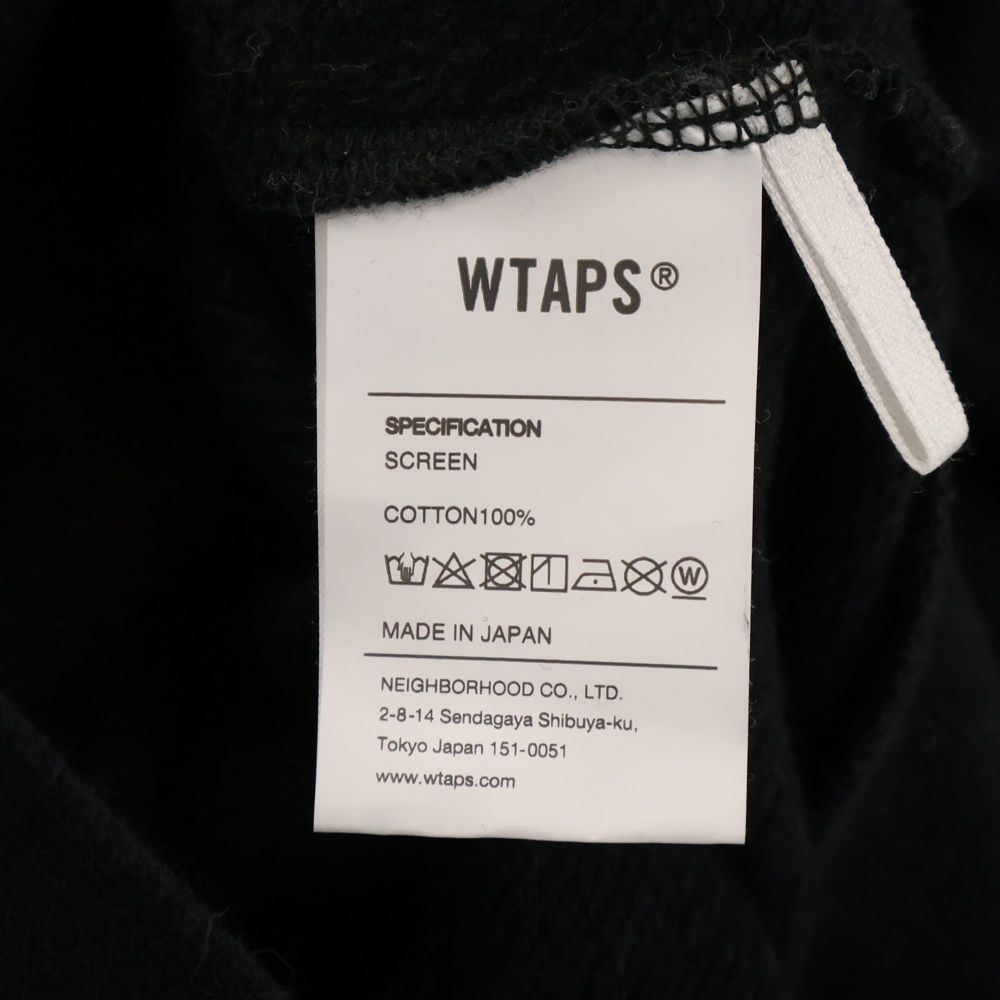 WTAPS®
SPECIFICATION
SCREEN
COTTON100%
W
MADE IN JAPAN
NEIGHBORHOOD CO., LTD.
2-8-14 Sendagaya Shibuya-ku,
Tokyo Japan 151-0051
www.wtaps.com